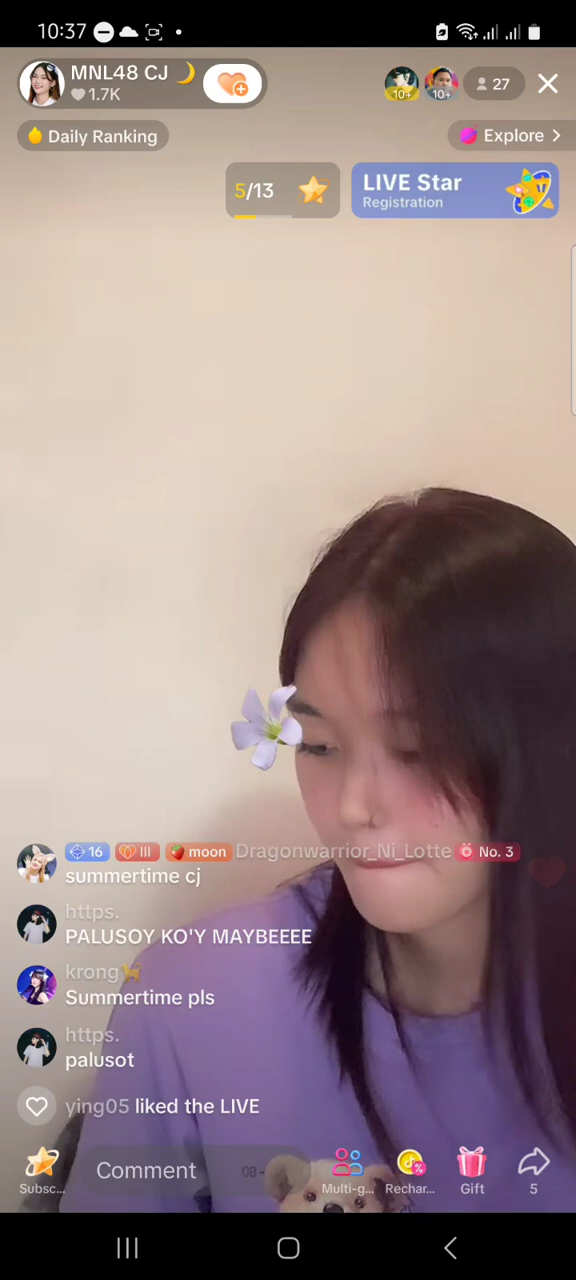 10:37
MNL48 CJ 🌙
1.7K
10+
10+
27
Daily Ranking
Explore >
5/13
LIVE Star
Registration
16 III moon Dragonwarrior_Ni_Lotte No. 3
summertime cj
https.
PALUSOY KO'Y MAYBEEEE
krong🐈
Summertime pls
https.
palusot
ying05 liked the LIVE
Comment
Subsc...
Multi-g...
Rechar...
Gift
5